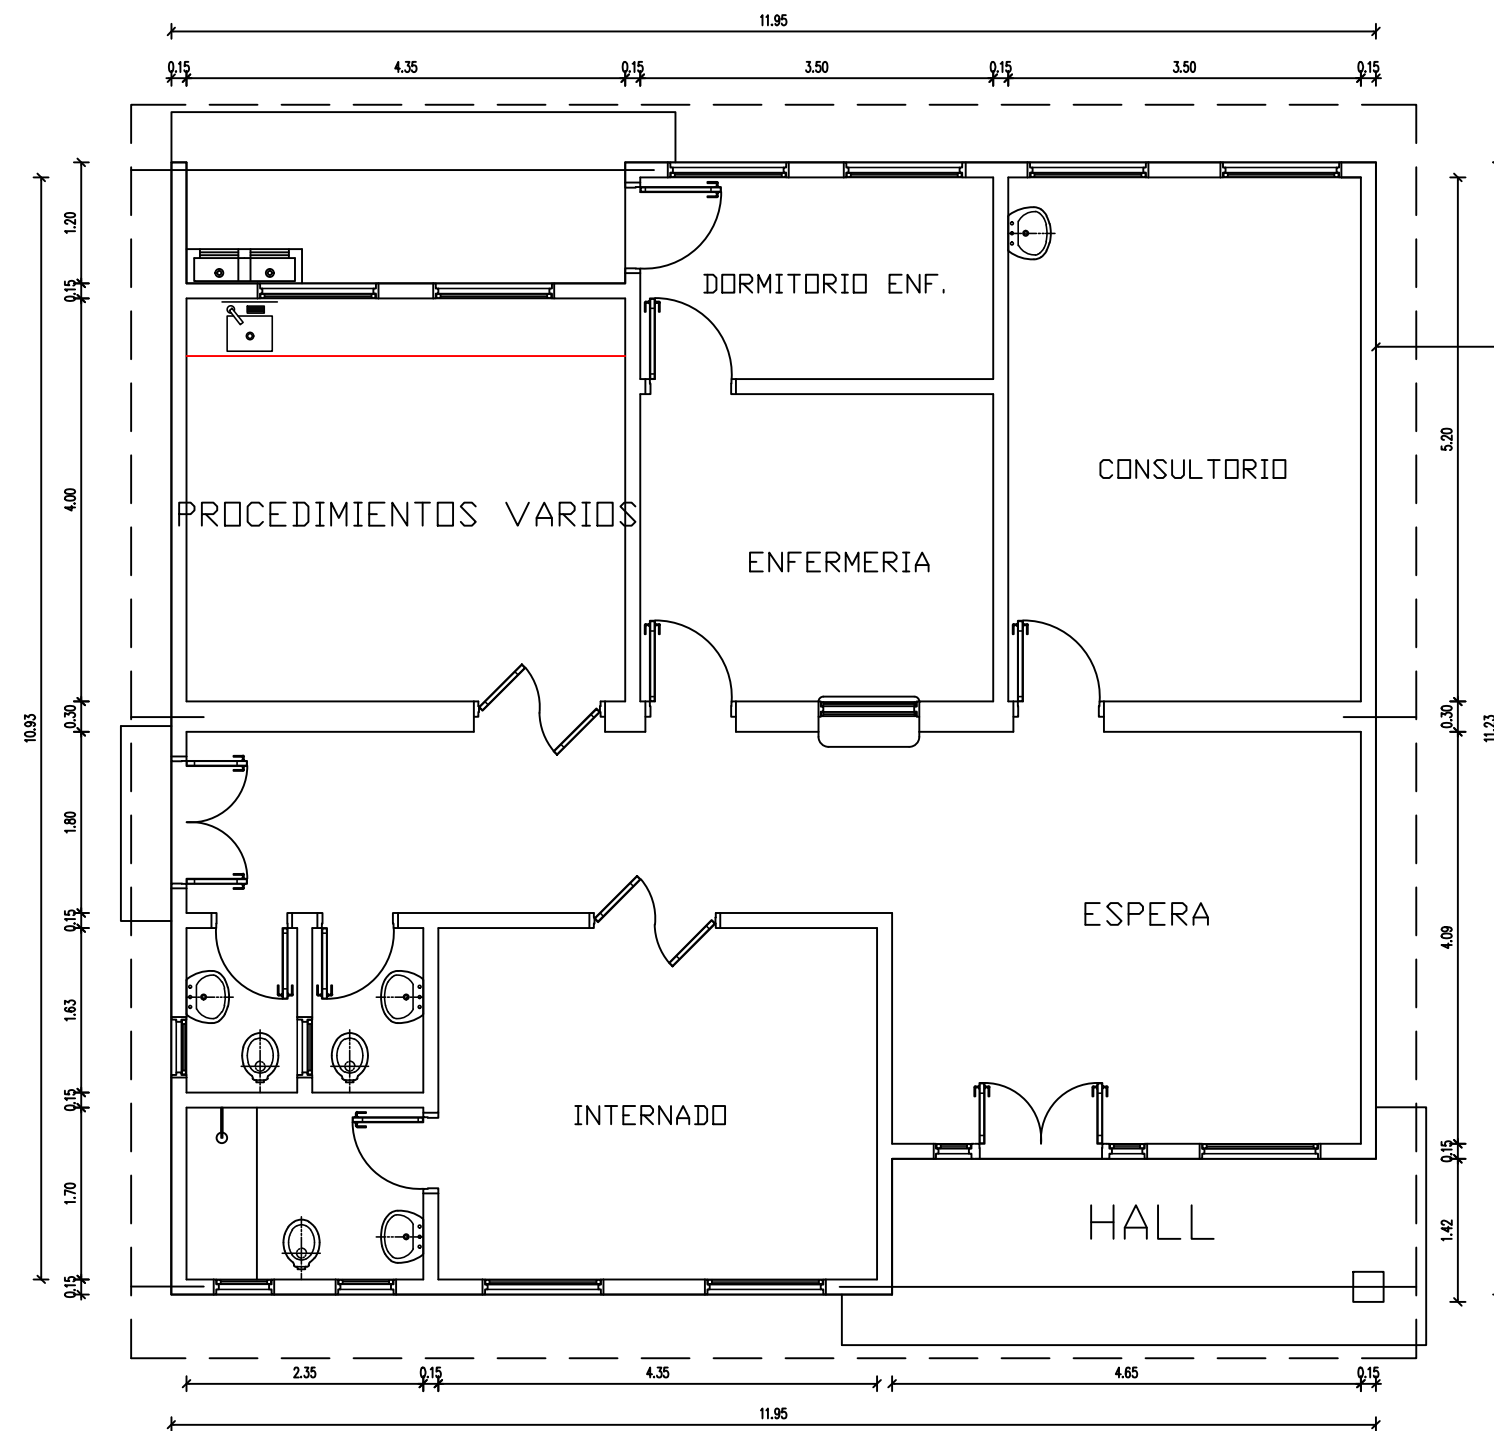 11.95
0.15 4.35 0.15 3.50 0.15 3.50 0.15
1.20
0.15
4.00
0.30
10.93
1.80
0.15
1.63
0.15
1.70
0.15
DORMITORIO ENF.
CONSULTORIO
PROCEDIMIENTOS VARIOS
ENFERMERIA
ESPERA
INTERNADO
HALL
5.20
0.30
11.23
4.09
0.15
1.42
2.35 0.15 4.35 4.65 0.15
11.95